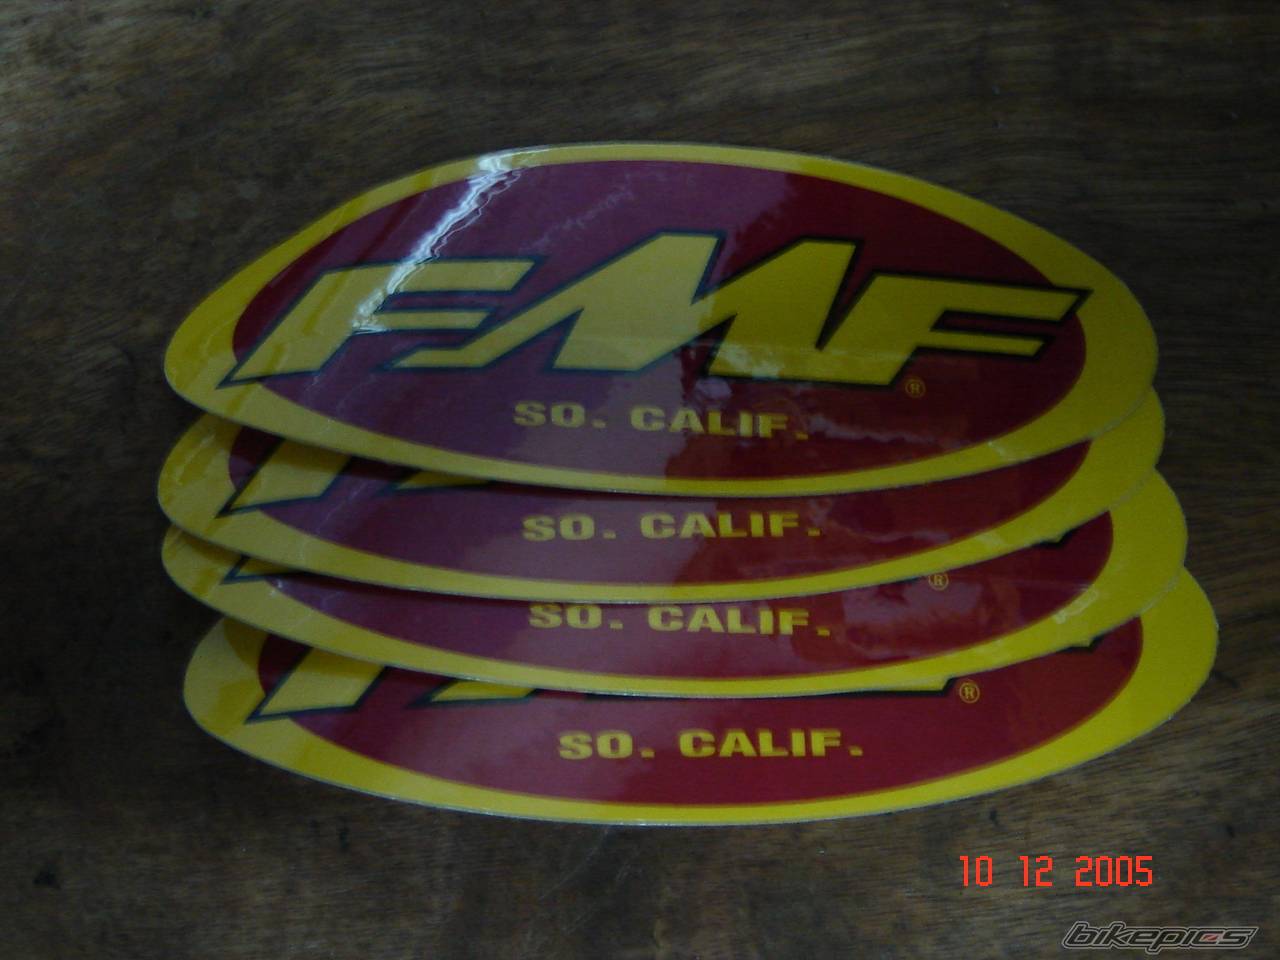 FMF
®
SO. CALIF.
SO. CALIF.
®
SO. CALIF.
®
SO. CALIF.
10 12 2005
bikepics